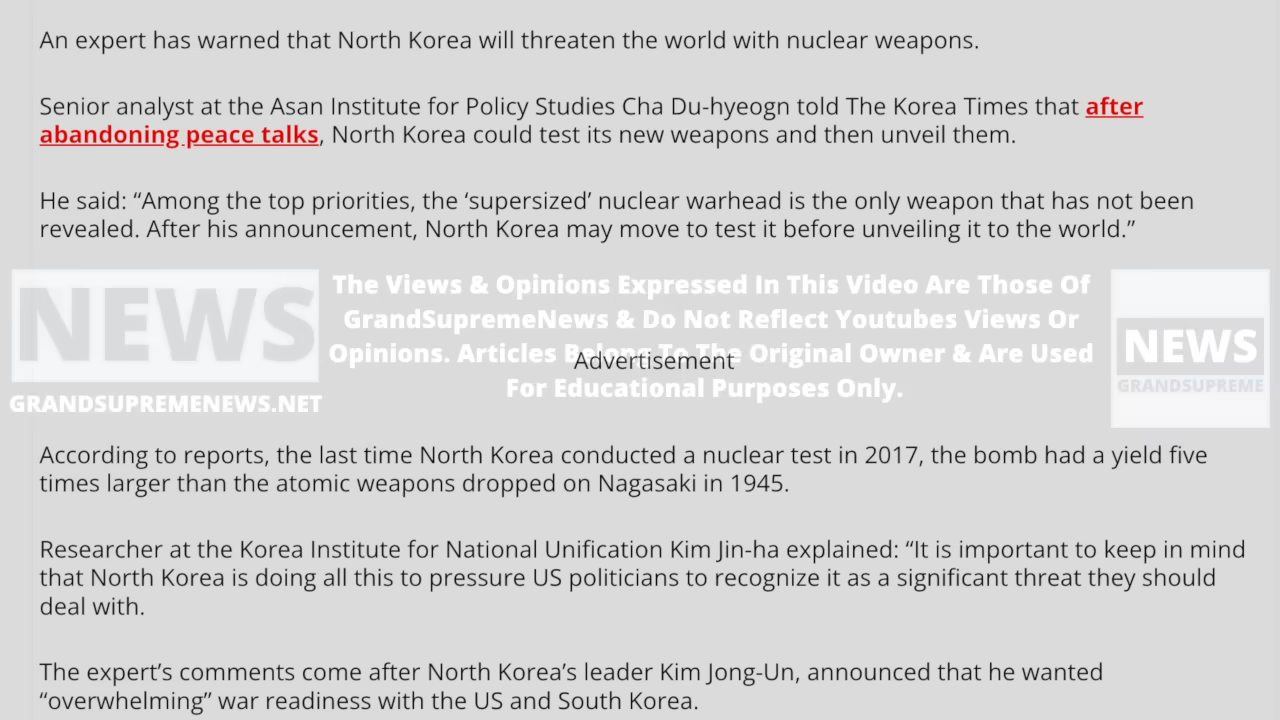 An expert has warned that North Korea will threaten the world with nuclear weapons.
Senior analyst at the Asan Institute for Policy Studies Cha Du-hyeogn told The Korea Times that after
abandoning peace talks, North Korea could test its new weapons and then unveil them.
He said: “Among the top priorities, the ‘supersized’ nuclear warhead is the only weapon that has not been
revealed. After his announcement, North Korea may move to test it before unveiling it to the world.”
NEWS
GRANDSUPREMENEWS.NET
The Views & Opinions Expressed In This Video Are Those Of
GrandSupremeNews & Do Not Reflect Youtubes Views Or
Opinions. Articles Belong To The Original Owner & Are Used
For Educational Purposes Only.
Advertisement
NEWS
GRANDSUPREME
According to reports, the last time North Korea conducted a nuclear test in 2017, the bomb had a yield five
times larger than the atomic weapons dropped on Nagasaki in 1945.
Researcher at the Korea Institute for National Unification Kim Jin-ha explained: “It is important to keep in mind
that North Korea is doing all this to pressure US politicians to recognize it as a significant threat they should
deal with.
The expert’s comments come after North Korea’s leader Kim Jong-Un, announced that he wanted
“overwhelming” war readiness with the US and South Korea.